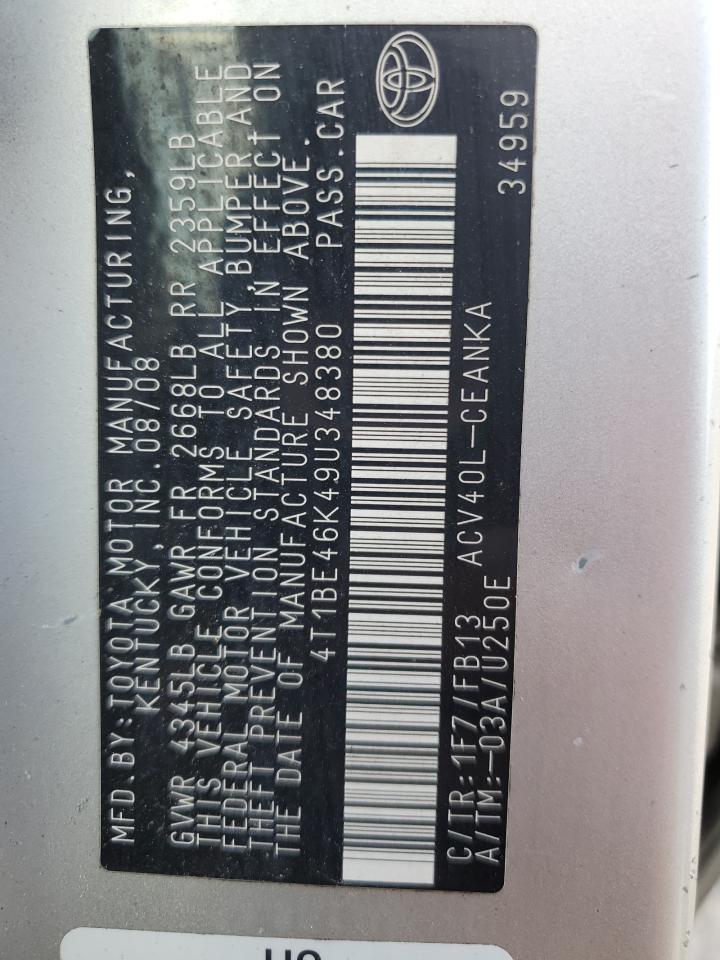 MFD.BY:TOYOTA MOTOR MANUFACTURING,
KENTUCKY, INC.08/08
GVWR 4345LB GAWR FR 2668LB RR 2359LB
THIS VEHICLE CONFORMS TO ALL APPLICABLE
FEDERAL MOTOR VEHICLE SAFETY, BUMPER AND
THEFT PREVENTION STANDARDS IN EFFECT ON
THE DATE OF MANUFACTURE SHOWN ABOVE.
4T1BE46K49U348380 PASS.CAR
C/TR:1F7/FB13 ACV40L-CEANKA
A/TM:-03A/U250E 34959